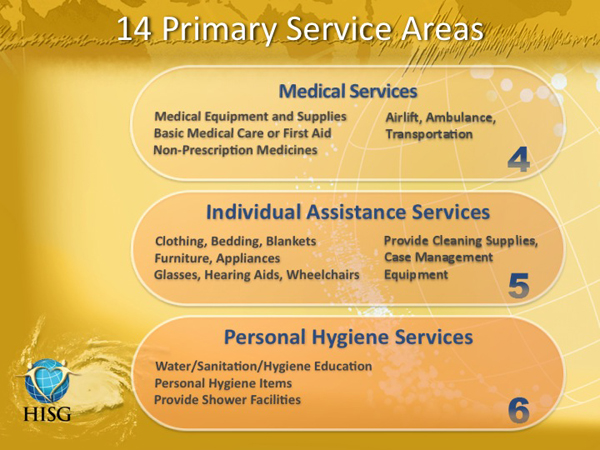 14 Primary Service Areas
Medical Services
Medical Equipment and Supplies
Basic Medical Care or First Aid
Non-Prescription Medicines
Airlift, Ambulance,
Transportation
4
Individual Assistance Services
Clothing, Bedding, Blankets
Furniture, Appliances
Glasses, Hearing Aids, Wheelchairs
Provide Cleaning Supplies,
Case Management
Equipment
5
Personal Hygiene Services
Water/Sanitation/Hygiene Education
Personal Hygiene Items
Provide Shower Facilities
6
HISG